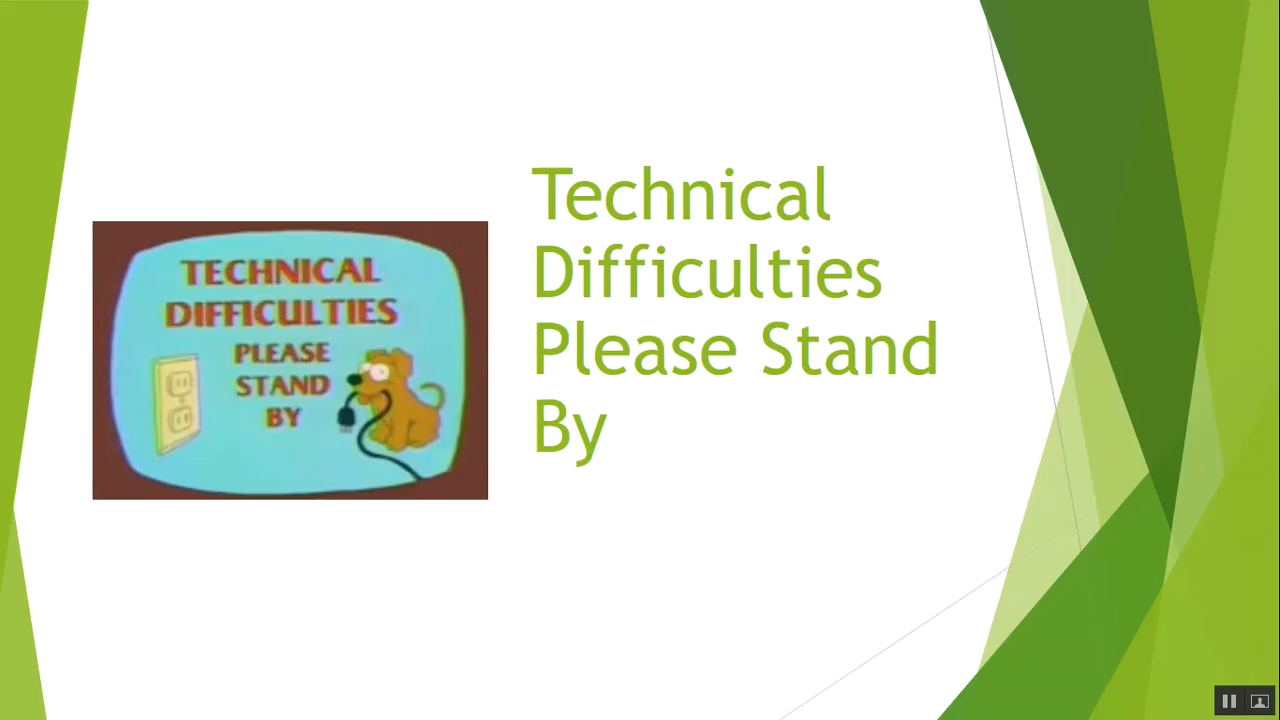 TECHNICAL
DIFFICULTIES
PLEASE
STAND
BY
Technical
Difficulties
Please Stand
By